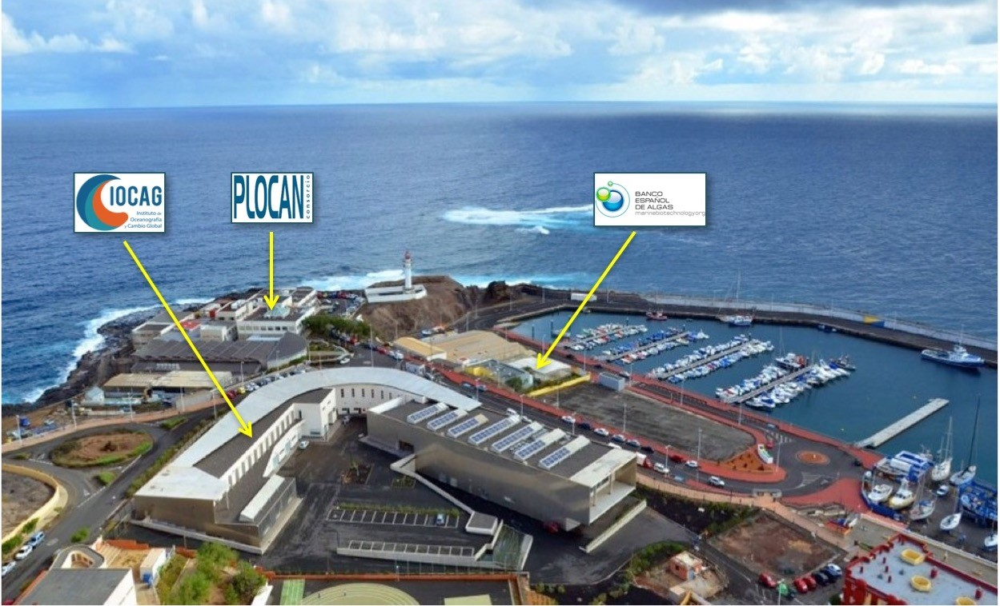 IOCAG
Instituto de
Oceanografía
y Cambio Global
PLOCAN
consorcio
BANCO
ESPAÑOL
DE ALGAS
marinebiotechnology.org